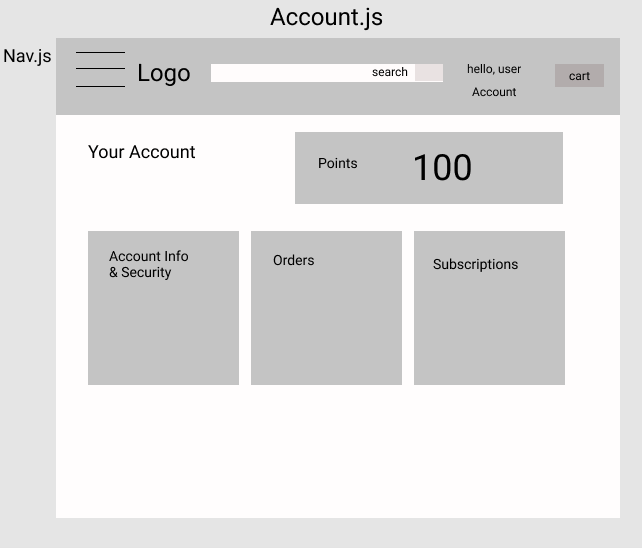 Account.js
Nav.js
Logo
search
hello, user
Account
cart
Your Account
Points
100
Account Info
& Security
Orders
Subscriptions